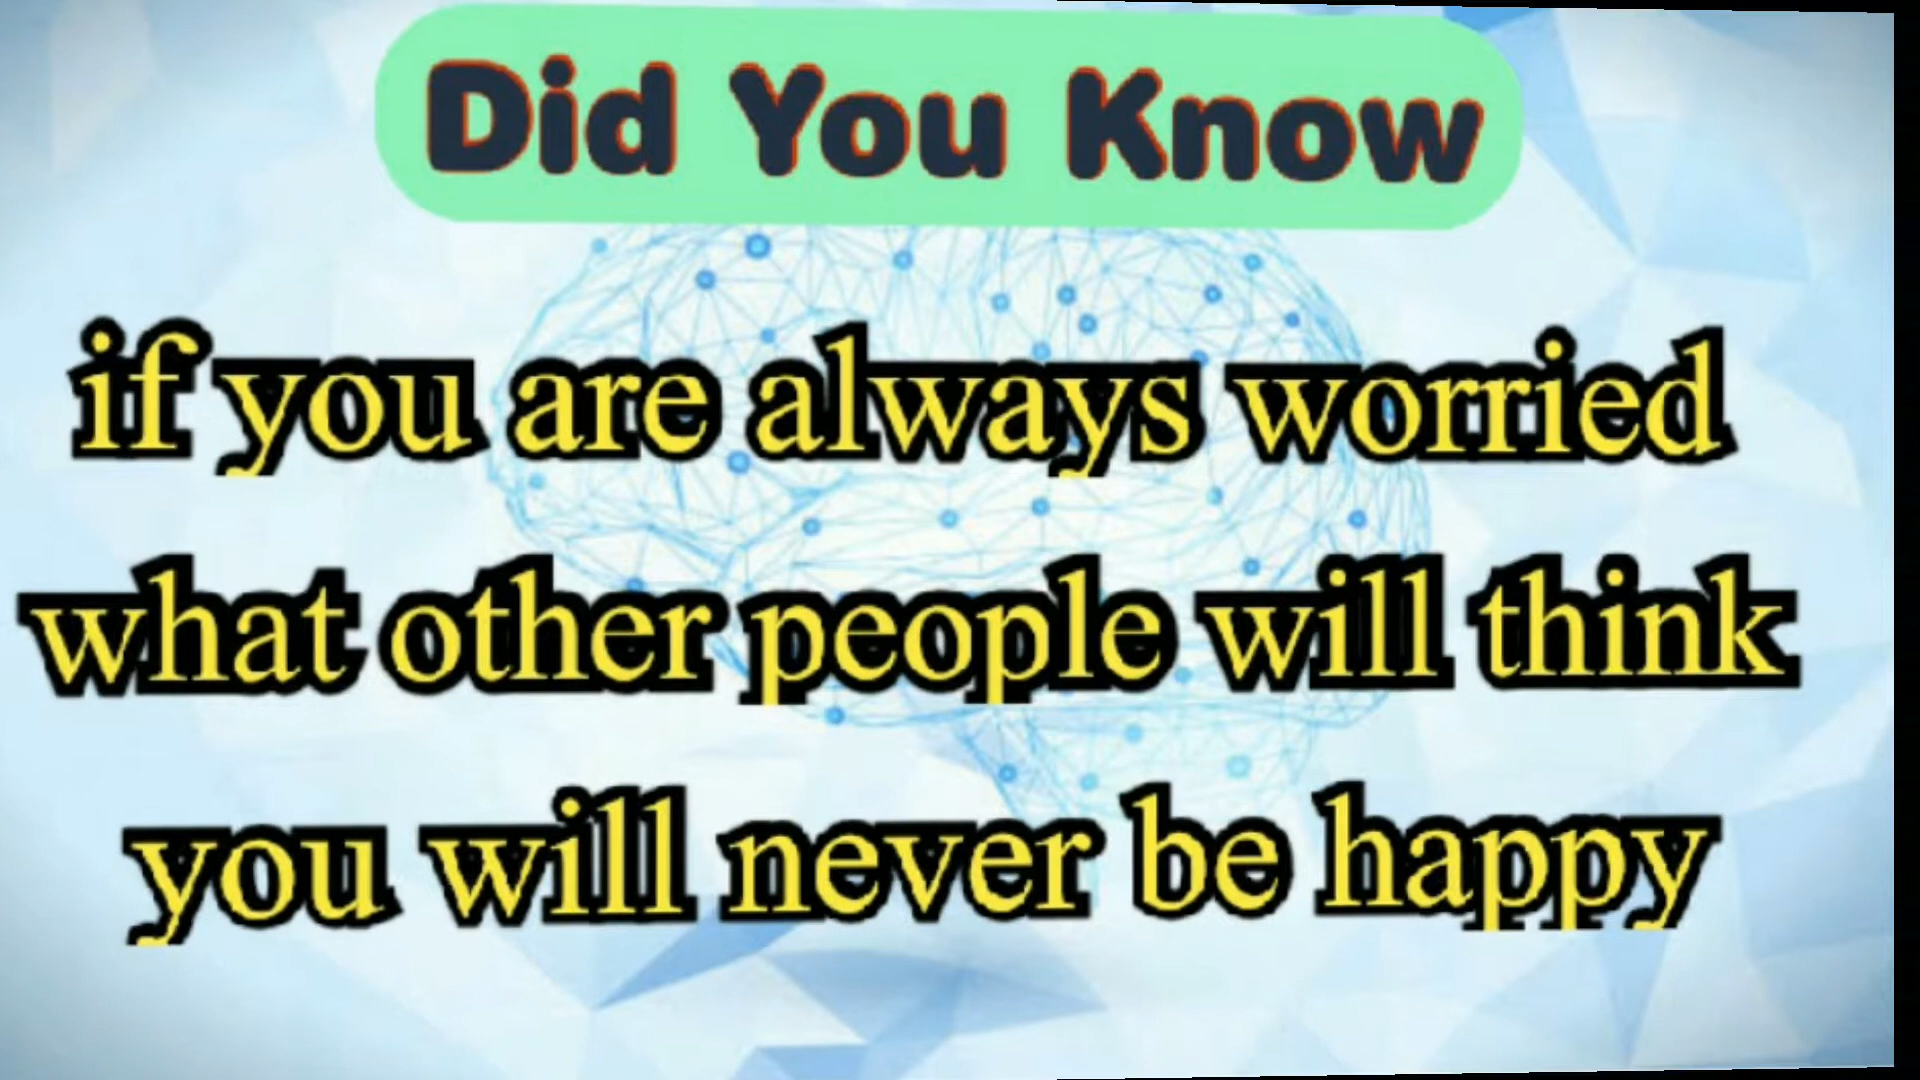 Did You Know
if you are always worried
what other people will think
you will never be happy